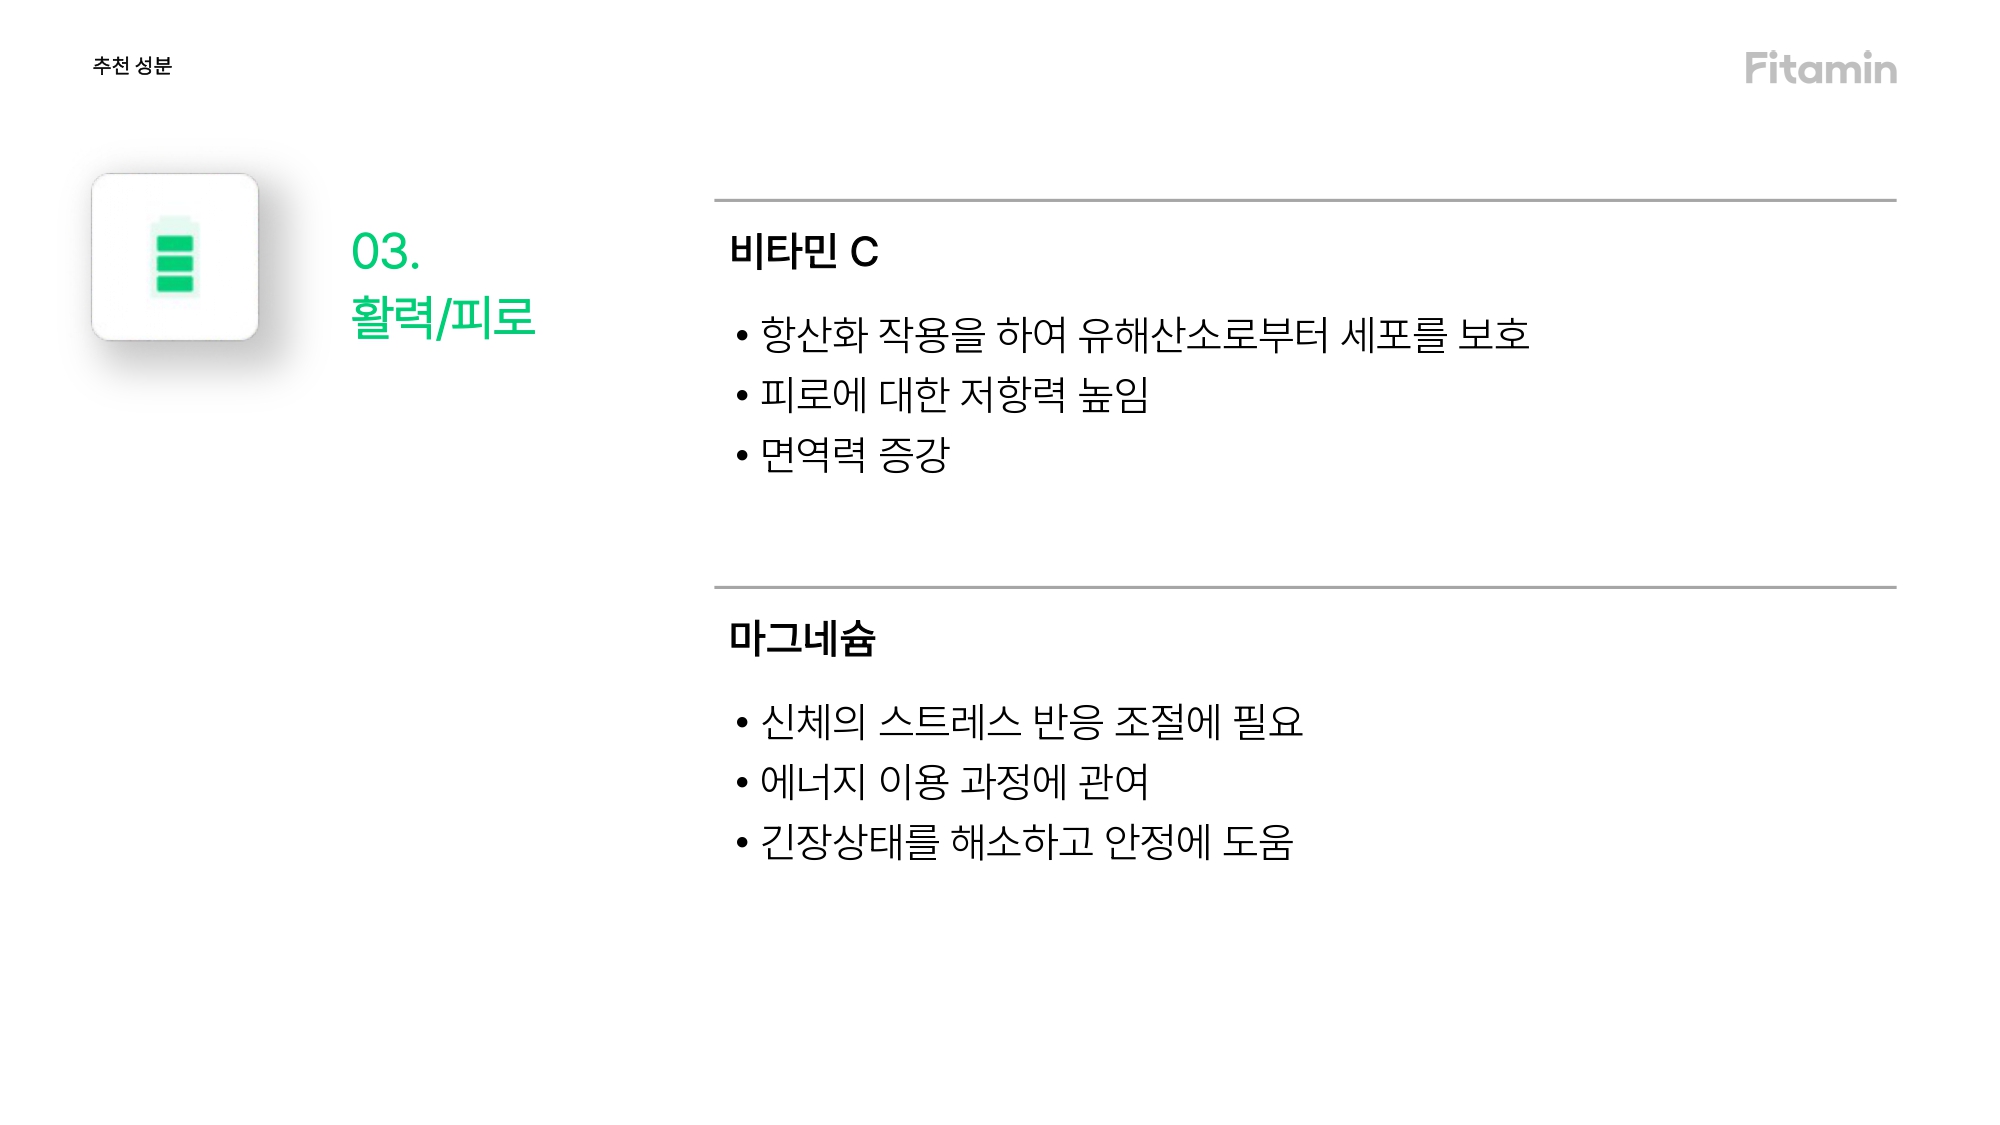 추천 성분
Fitamin
03.
활력/피로
비타민 C
• 항산화 작용을 하여 유해산소로부터 세포를 보호
• 피로에 대한 저항력 높임
• 면역력 증강
마그네슘
• 신체의 스트레스 반응 조절에 필요
• 에너지 이용 과정에 관여
• 긴장상태를 해소하고 안정에 도움